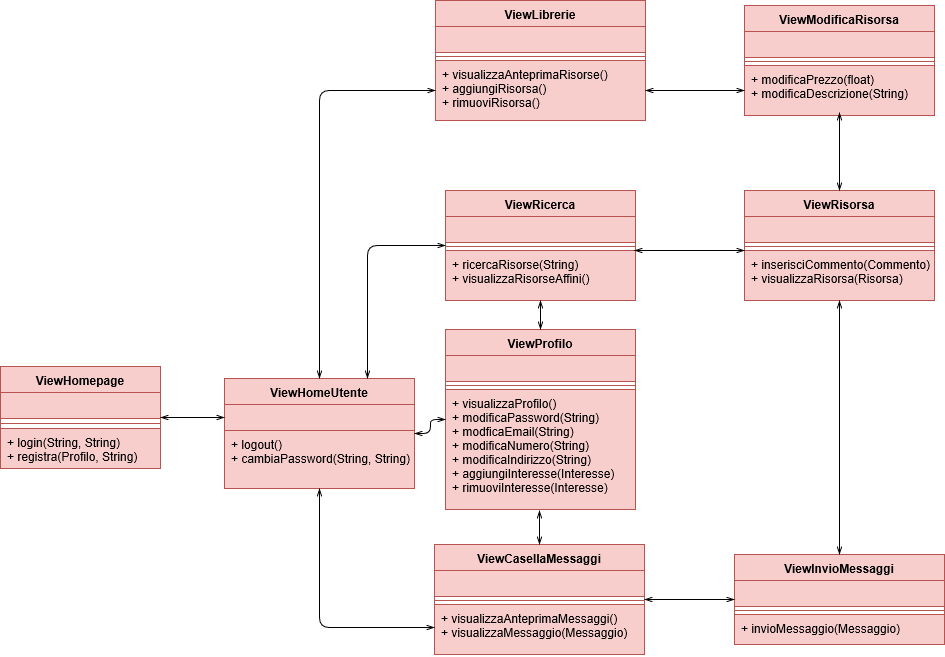 ViewLibrerie
+ visualizzaAnteprimaRisorse()
+ aggiungiRisorsa()
+ rimuoviRisorsa()
ViewModificaRisorsa
+ modificaPrezzo(float)
+ modificaDescrizione(String)
ViewRicerca
+ ricercaRisorse(String)
+ visualizzaRisorseAffini()
ViewRisorsa
+ inserisciCommento(Commento)
+ visualizzaRisorsa(Risorsa)
ViewProfilo
+ visualizzaProfilo()
+ modificaPassword(String)
+ modficaEmail(String)
+ modificaNumero(String)
+ modificaIndirizzo(String)
+ aggiungiInteresse(Interesse)
+ rimuoviInteresse(Interesse)
ViewHomepage
+ login(String, String)
+ registra(Profilo, String)
ViewHomeUtente
+ logout()
+ cambiaPassword(String, String)
ViewCasellaMessaggi
+ visualizzaAnteprimaMessaggi()
+ visualizzaMessaggio(Messaggio)
ViewInvioMessaggi
+ invioMessaggio(Messaggio)